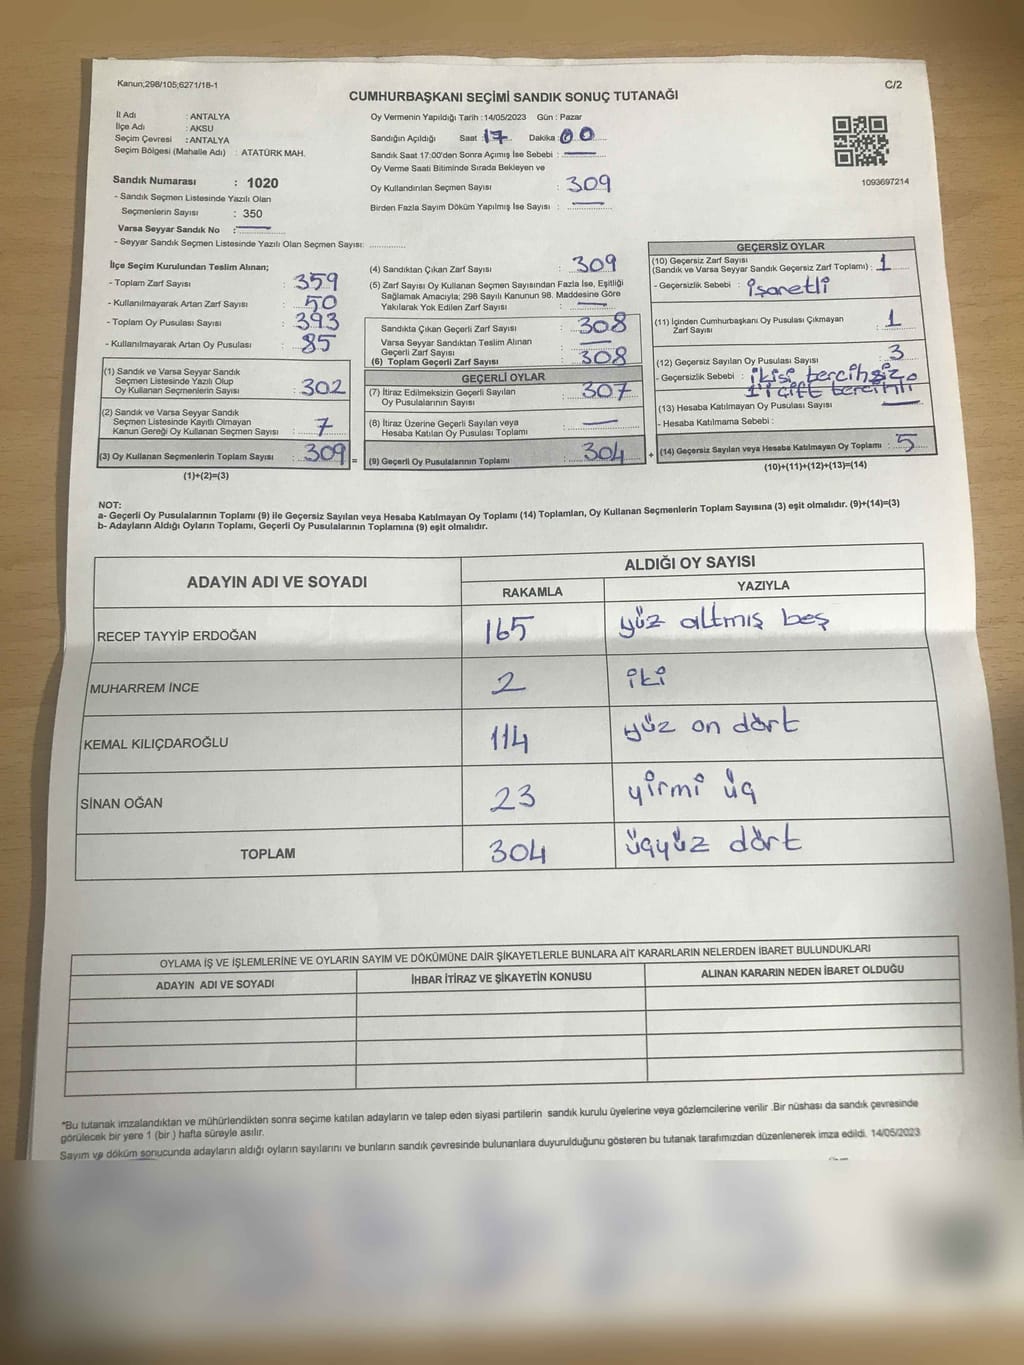 Kanun;298/105;6271/18-1
C/2
CUMHURBAŞKANI SEÇİMİ SANDIK SONUÇ TUTANAĞI
İl Adı : ANTALYA
İlçe Adı : AKSU
Seçim Çevresi : ANTALYA
Seçim Bölgesi (Mahalle Adı) : ATATÜRK MAH.
Sandık Numarası : 1020
- Sandık Seçmen Listesinde Yazılı Olan
Seçmenlerin Sayısı : 350
Varsa Seyyar Sandık No : —
- Seyyar Sandık Seçmen Listesinde Yazılı Olan Seçmen Sayısı: ...............
Oy Vermenin Yapıldığı Tarih : 14/05/2023 Gün : Pazar
Sandığın Açıldığı Saat : 17 Dakika : 00
Sandık Saat 17:00'den Sonra Açımış İse Sebebi : —
Oy Verme Saati Bitiminde Sırada Bekleyen ve
Oy Kullandırılan Seçmen Sayısı : 309
Birden Fazla Sayım Döküm Yapılmış İse Sayısı : —
1093697214
İlçe Seçim Kurulundan Teslim Alınan;
- Toplam Zarf Sayısı : 359
- Kullanılmayarak Artan Zarf Sayısı : 50
- Toplam Oy Pusulası Sayısı : 393
- Kullanılmayarak Artan Oy Pusulası : 85
(1) Sandık ve Varsa Seyyar Sandık
Seçmen Listesinde Yazılı Olup
Oy Kullanan Seçmenlerin Sayısı : 302
(2) Sandık ve Varsa Seyyar Sandık
Seçmen Listesinde Kayıtlı Olmayan
Kanun Gereği Oy Kullanan Seçmen Sayısı : 7
(3) Oy Kullanan Seçmenlerin Toplam Sayısı : 309
(1)+(2)=(3)
=
(4) Sandıktan Çıkan Zarf Sayısı : 309
(5) Zarf Sayısı Oy Kullanan Seçmen Sayısından Fazla İse, Eşitliği
Sağlamak Amacıyla; 298 Sayılı Kanunun 98. Maddesine Göre
Yakılarak Yok Edilen Zarf Sayısı : —
Sandıkta Çıkan Geçerli Zarf Sayısı : 308
Varsa Seyyar Sandıktan Teslim Alınan
Geçerli Zarf Sayısı : —
(6) Toplam Geçerli Zarf Sayısı : 308
GEÇERLİ OYLAR
(7) İtiraz Edilmeksizin Geçerli Sayılan
Oy Pusulalarının Sayısı : 307
(8) İtiraz Üzerine Geçerli Sayılan veya
Hesaba Katılan Oy Pusulası Toplamı : —
(9) Geçerli Oy Pusulalarının Toplamı : 304
+
GEÇERSİZ OYLAR
(10) Geçersiz Zarf Sayısı
(Sandık ve Varsa Seyyar Sandık Geçersiz Zarf Toplamı) : 1
- Geçersizlik Sebebi : işaretli
(11) İçinden Cumhurbaşkanı Oy Pusulası Çıkmayan
Zarf Sayısı : 1
(12) Geçersiz Sayılan Oy Pusulası Sayısı : 3
- Geçersizlik Sebebi : ikisi tercihsiz
1'i çift tercihli
(13) Hesaba Katılmayan Oy Pusulası Sayısı —
- Hesaba Katılmama Sebebi :
(14) Geçersiz Sayılan veya Hesaba Katılmayan Oy Toplamı : 5
(10)+(11)+(12)+(13)=(14)
NOT:
a- Geçerli Oy Pusulalarının Toplamı (9) ile Geçersiz Sayılan veya Hesaba Katılmayan Oy Toplamı (14) Toplamları, Oy Kullanan Seçmenlerin Toplam Sayısına (3) eşit olmalıdır. (9)+(14)=(3)
b- Adayların Aldığı Oyların Toplamı, Geçerli Oy Pusulalarının Toplamına (9) eşit olmalıdır.
ADAYIN ADI VE SOYADI
ALDIĞI OY SAYISI
RAKAMLA YAZIYLA
RECEP TAYYİP ERDOĞAN 165 yüz altmış beş
MUHARREM İNCE 2 iki
KEMAL KILIÇDAROĞLU 114 yüz on dört
SİNAN OĞAN 23 yirmi üç
TOPLAM 304 üçyüz dört
OYLAMA İŞ VE İŞLEMLERİNE VE OYLARIN SAYIM VE DÖKÜMÜNE DAİR ŞİKAYETLERLE BUNLARA AİT KARARLARIN NELERDEN İBARET BULUNDUKLARI
ADAYIN ADI VE SOYADI İHBAR İTİRAZ VE ŞİKAYETİN KONUSU ALINAN KARARIN NEDEN İBARET OLDUĞU
*Bu tutanak imzalandıktan ve mühürlendikten sonra seçime katılan adayların ve talep eden siyasi partilerin sandık kurulu üyelerine veya gözlemcilerine verilir .Bir nüshası da sandık çevresinde
görülecek bir yere 1 (bir ) hafta süreyle asılır.
Sayım ve döküm sonucunda adayların aldığı oyların sayılarını ve bunların sandık çevresinde bulunanlara duyurulduğunu gösteren bu tutanak tarafımızdan düzenlenerek imza edildi. 14/05/2023